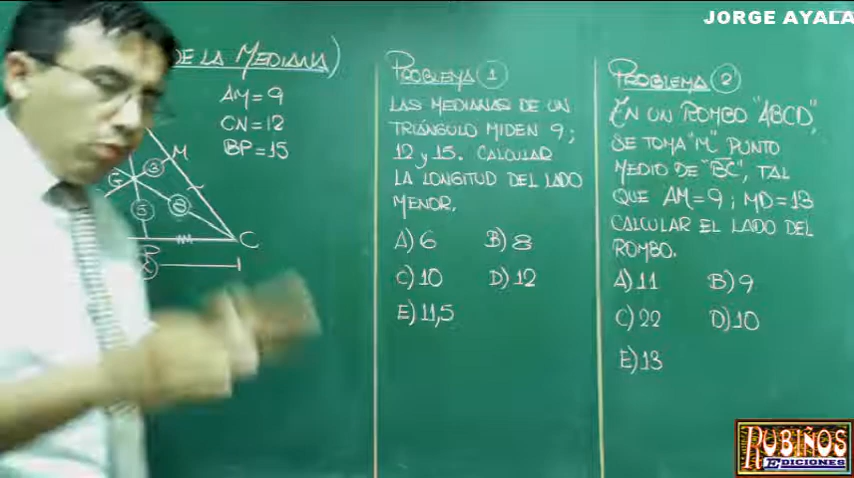 JORGE AYALA
DE LA MEDIANA)
AM = 9
CN = 12
BP = 15
M
G
3
5
8
C
PROBLEMA 1
LAS MEDIANAS DE UN
TRIÁNGULO MIDEN 9;
12 y 15. CALCULAR
LA LONGITUD DEL LADO
MENOR.
A) 6 B) 8
C) 10 D) 12
E) 11,5
PROBLEMA 2
EN UN ROMBO "ABCD",
SE TOMA "M" PUNTO
MEDIO DE "BC", TAL
QUE AM = 9; MD = 13
CALCULAR EL LADO DEL
ROMBO.
A) 11 B) 9
C) 22 D) 10
E) 13
RUBIÑOS
EDICIONES